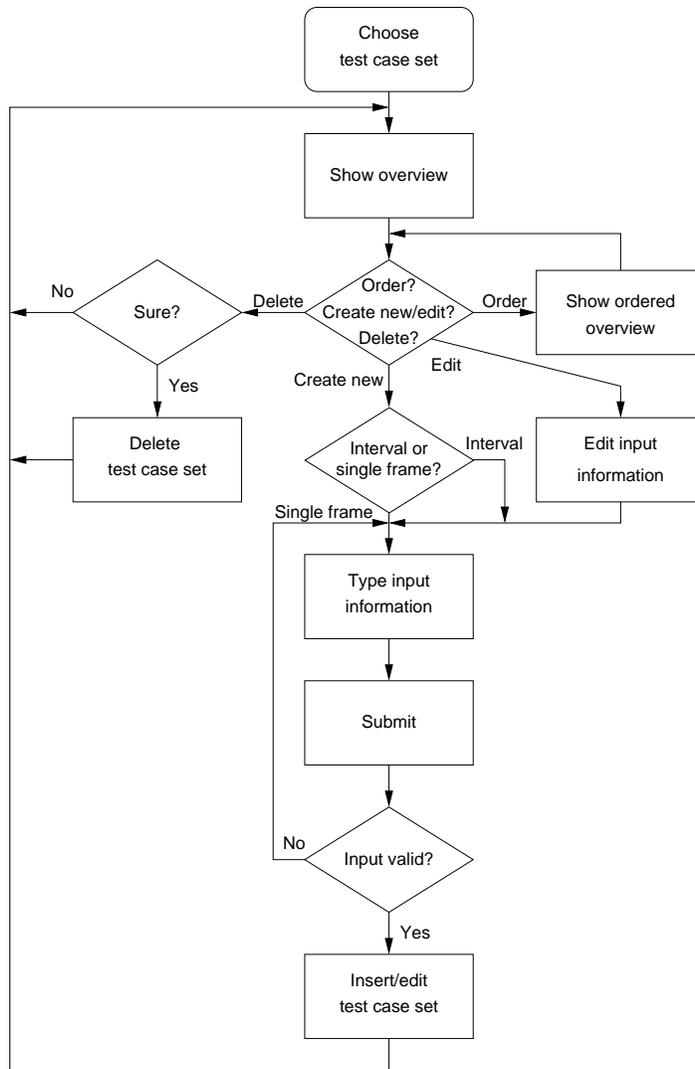 Choose
test case set
Show overview
Order?
Create new/edit?
Delete?
Delete
Sure?
No
Order
Show ordered
overview
Yes
Create new
Edit
Delete
test case set
Interval or
single frame?
Interval
Edit input
information
Single frame
Type input
information
Submit
No
Input valid?
Yes
Insert/edit
test case set